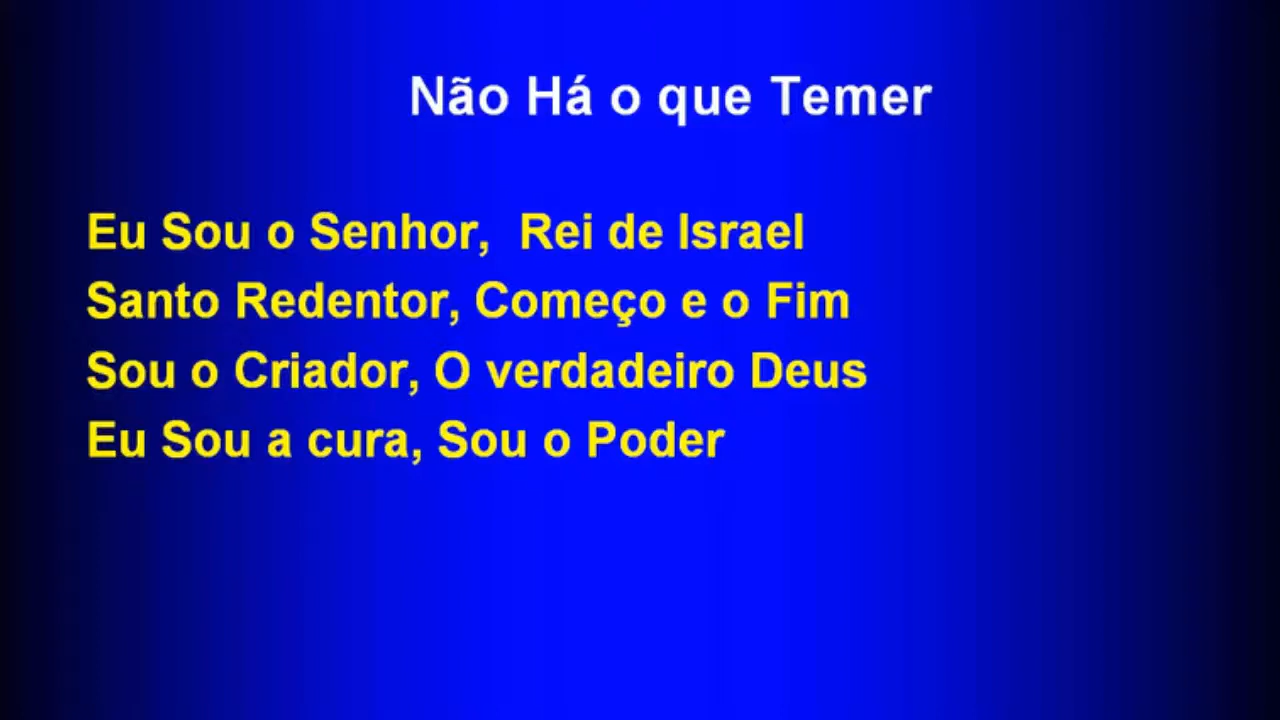 Não Há o que Temer
Eu Sou o Senhor,  Rei de Israel
Santo Redentor, Começo e o Fim
Sou o Criador, O verdadeiro Deus
Eu Sou a cura, Sou o Poder